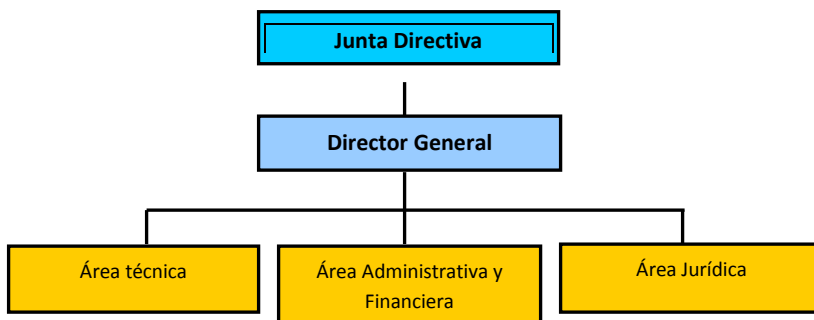 Junta Directiva
Director General
Área técnica
Área Administrativa y
Financiera
Área Jurídica